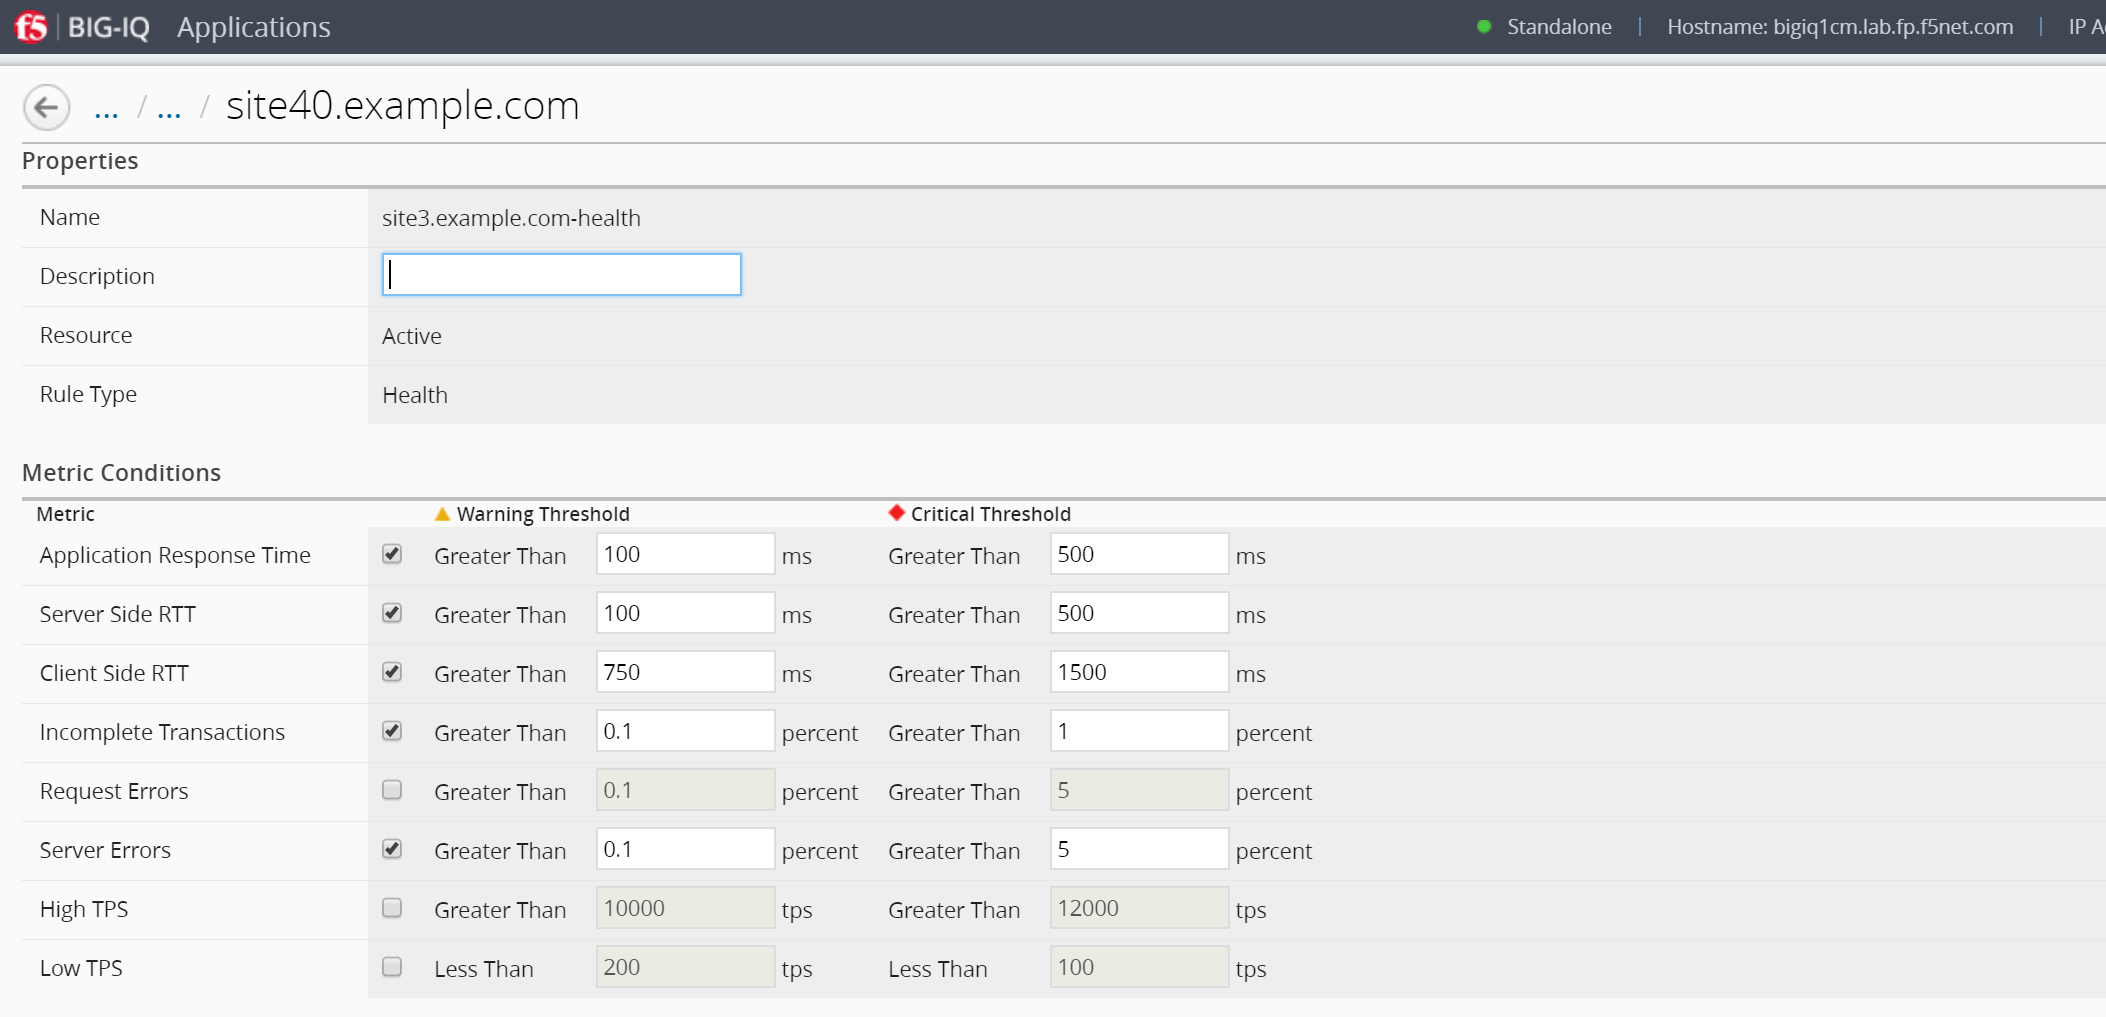 f5 BIG-IQ Applications Standalone Hostname: bigiq1cm.lab.fp.f5net.com IP
... / ... / site40.example.com
Properties
Name site3.example.com-health
Description
Resource Active
Rule Type Health
Metric Conditions
Metric Warning Threshold Critical Threshold
Application Response Time Greater Than 100 ms Greater Than 500 ms
Server Side RTT Greater Than 100 ms Greater Than 500 ms
Client Side RTT Greater Than 750 ms Greater Than 1500 ms
Incomplete Transactions Greater Than 0.1 percent Greater Than 1 percent
Request Errors Greater Than 0.1 percent Greater Than 5 percent
Server Errors Greater Than 0.1 percent Greater Than 5 percent
High TPS Greater Than 10000 tps Greater Than 12000 tps
Low TPS Less Than 200 tps Less Than 100 tps